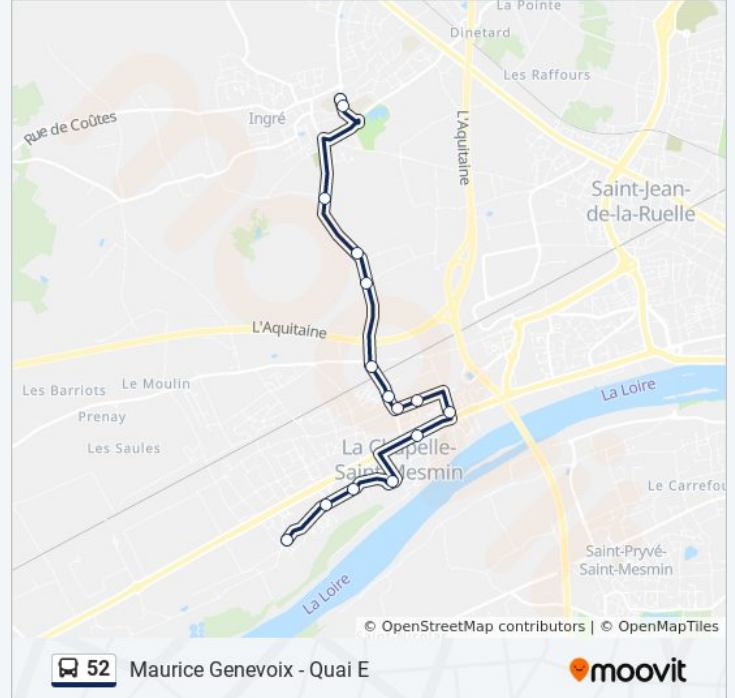 La Pointe
Dinetard
Les Raffours
Rue de Coûtes
Ingré
L'Aquitaine
Saint-Jean-
de-la-Ruelle
L'Aquitaine
Les Barriots
Le Moulin
Prenay
Les Saules
La Loire
La Chapelle-
Saint-Mesmin
Le Carrefou
Saint-Pryvé-
Saint-Mesmin
La Loire
© OpenStreetMap contributors | © OpenMapTiles
52
Maurice Genevoix - Quai E
moovit